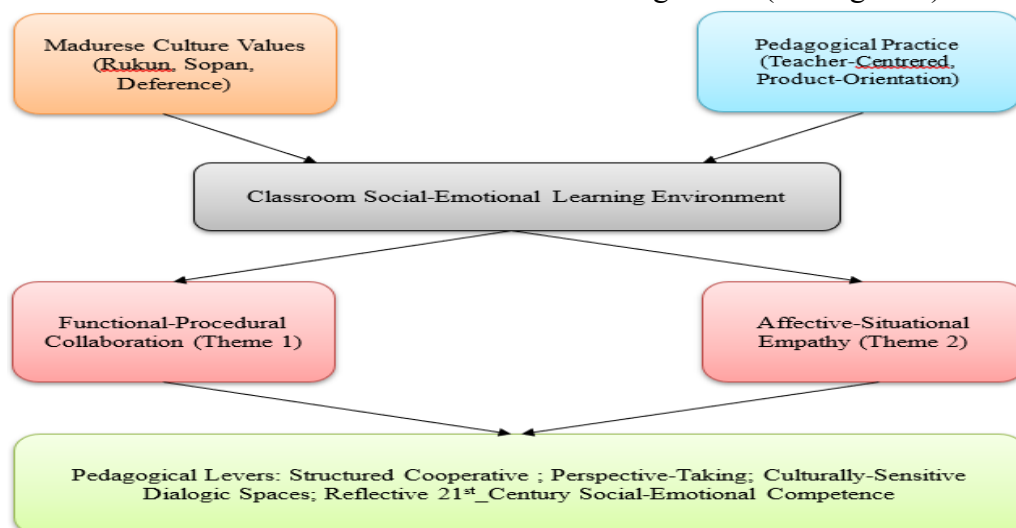 Madurese Culture Values
(Rukun, Sopan,
Deference)
Pedagogical Practice
(Teacher-Centrered,
Product-Orientation)
Classroom Social-Emotional Learning Environment
Functional-Procedural
Collaboration (Theme 1)
Affective-Situational
Empathy (Theme 2)
Pedagogical Levers: Structured Cooperative ; Perspective-Taking; Culturally-Sensitive
Dialogic Spaces; Reflective 21st_Century Social-Emotional Competence